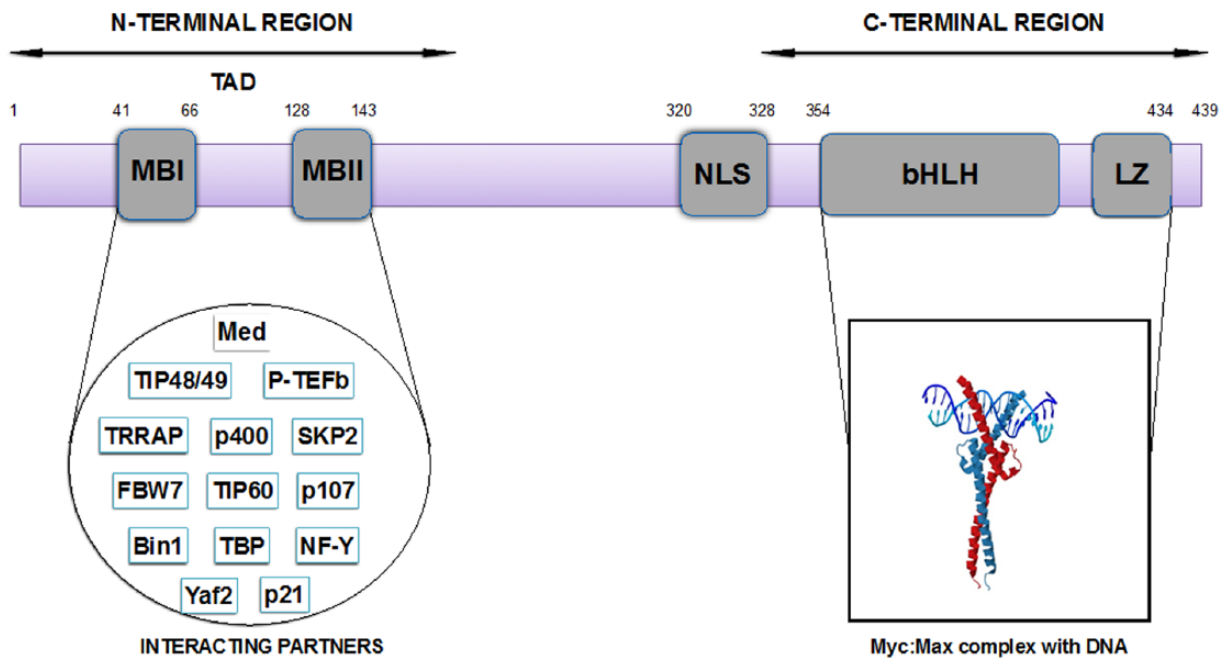 N-TERMINAL REGION
C-TERMINAL REGION
TAD
1 41 66 128 143 320 328 354 434 439
MBI MBII NLS bHLH LZ
Med
TIP48/49 P-TEFb
TRRAP p400 SKP2
FBW7 TIP60 p107
Bin1 TBP NF-Y
Yaf2 p21
INTERACTING PARTNERS
Myc:Max complex with DNA